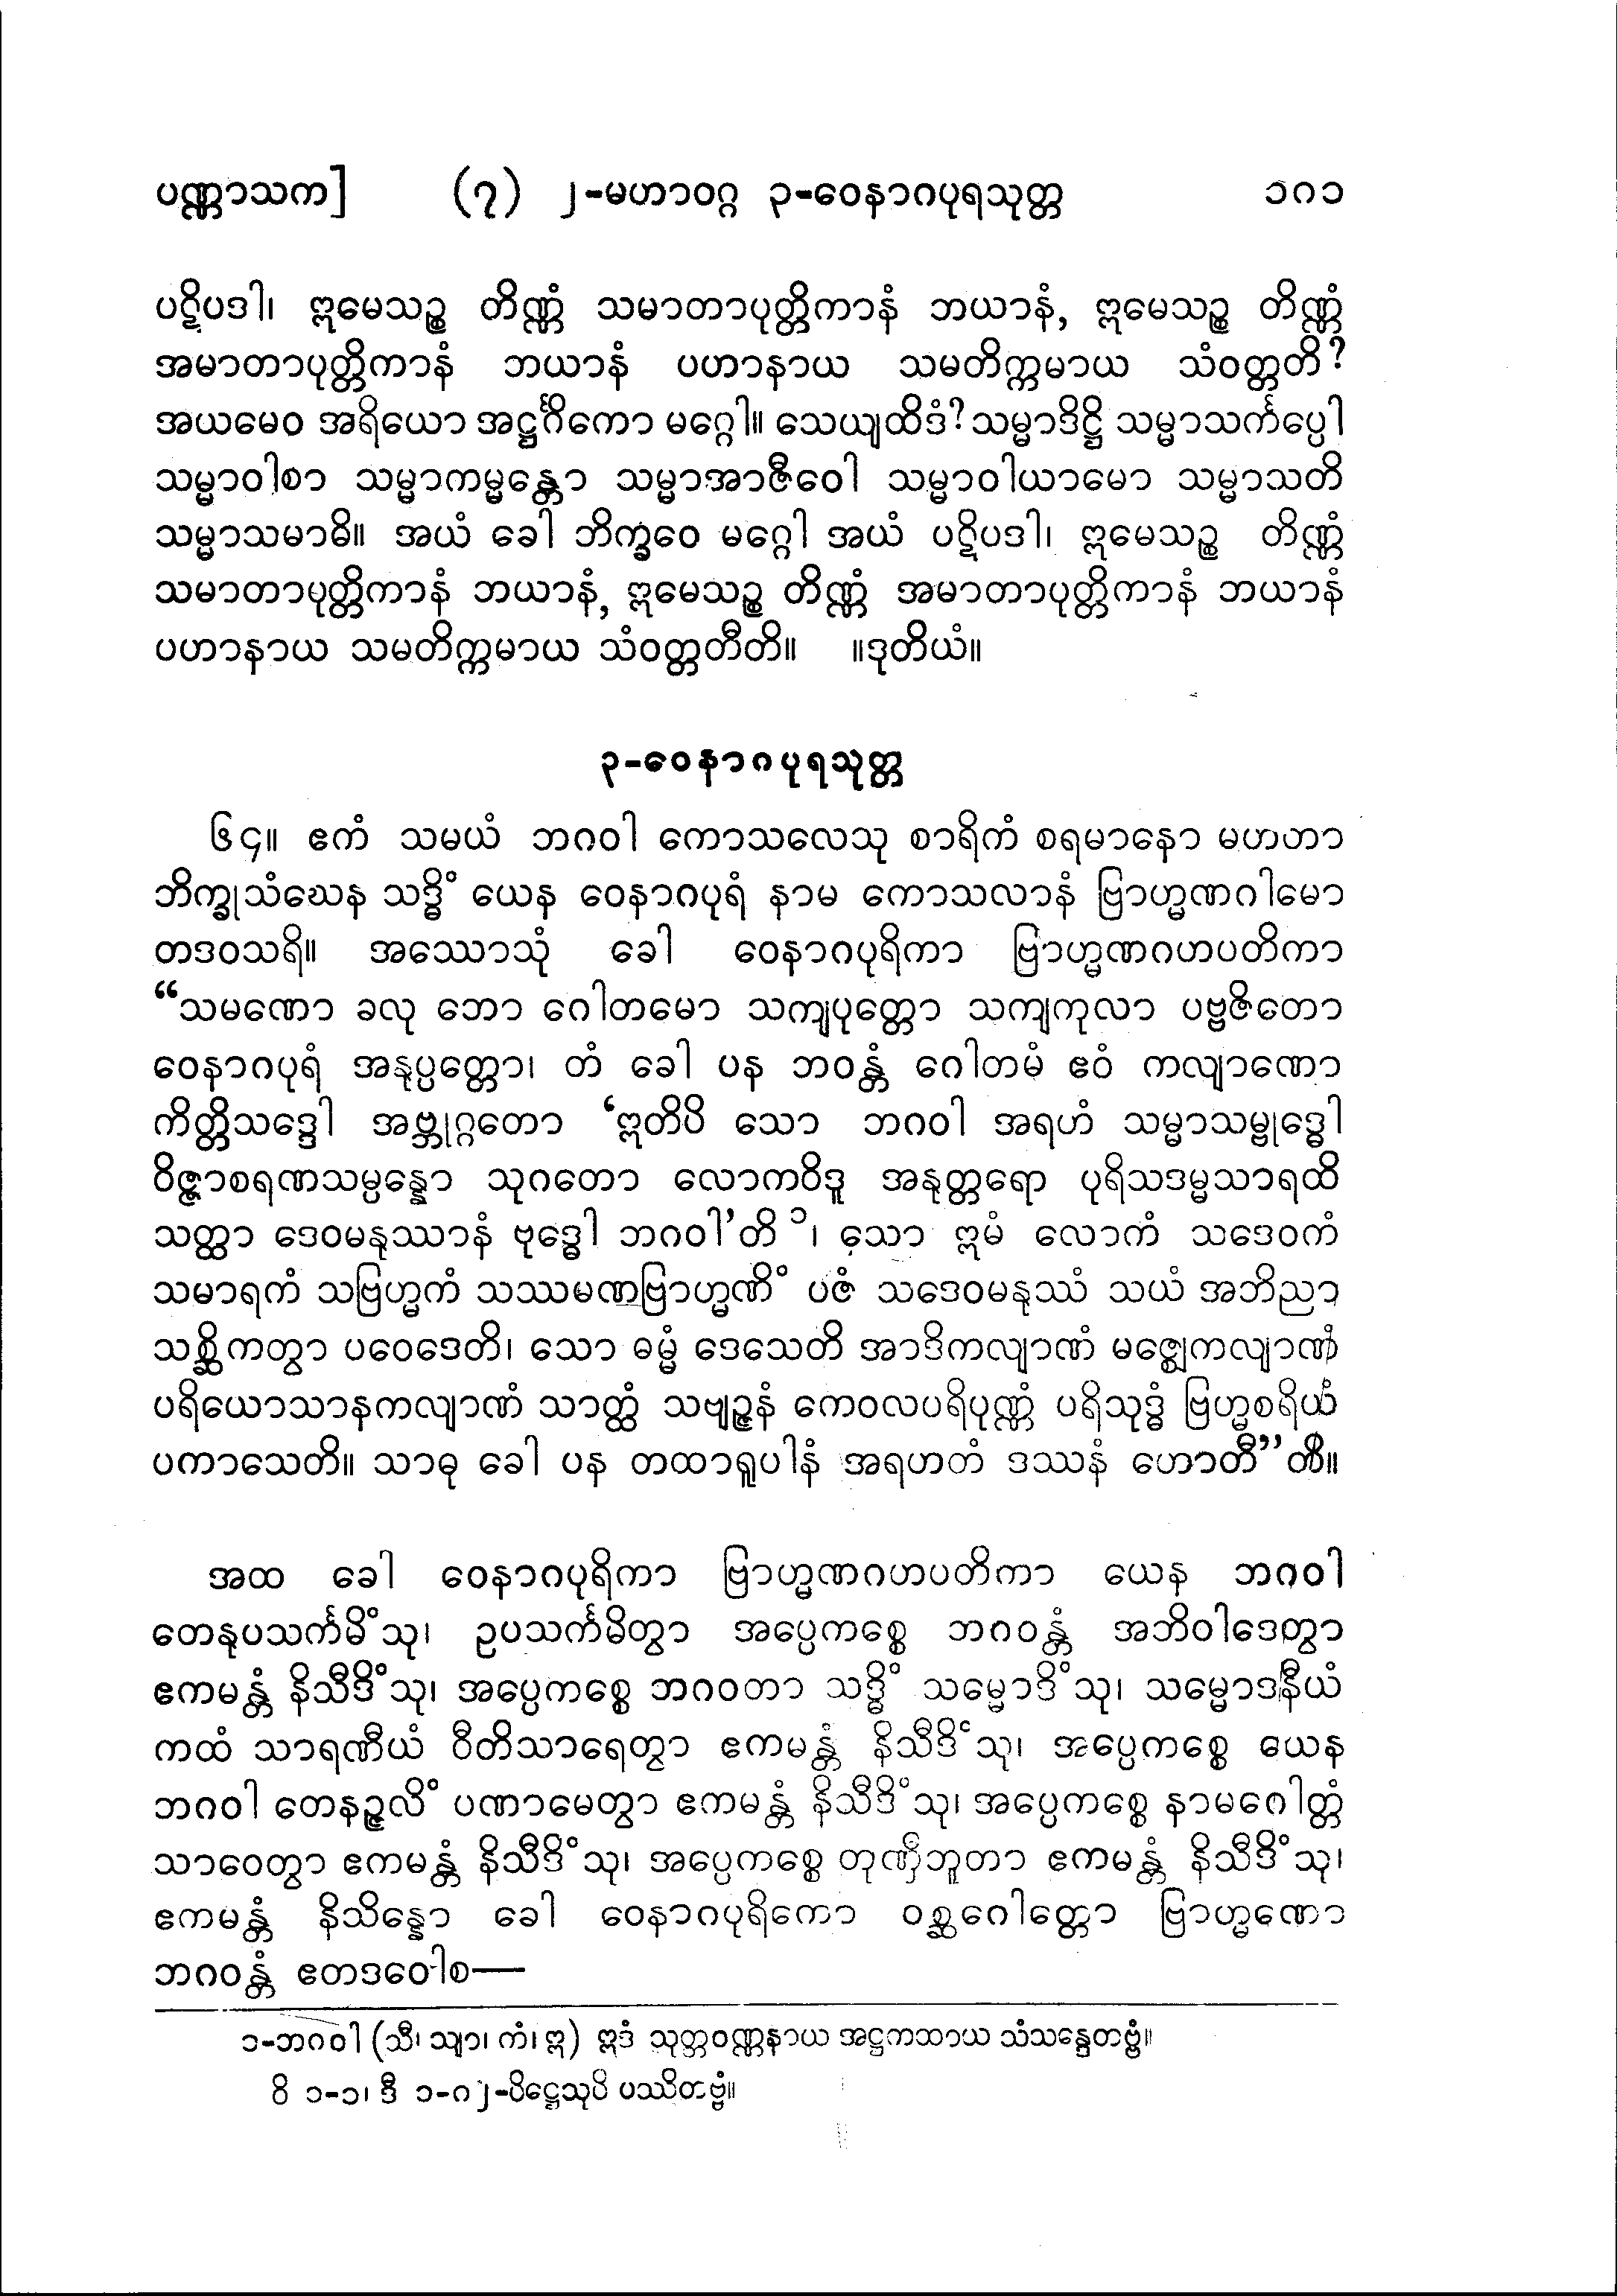 ပဏ္ဏာသက] (၇) ၂-မဟာဝဂ္ဂ ၃-ဝေနာဂပုရသုတ္တ ၁ဂ၁
ပဋိပဒါ၊ ဣမေသဉ္စ တိဏ္ဏံ သမာတာပုတ္တိကာနံ ဘယာနံ, ဣမေသဉ္စ တိဏ္ဏံ
အမာတာပုတ္တိကာနံ ဘယာနံ ပဟာနာယ သမတိက္ကမာယ သံဝတ္တတိ?
အယမေဝ အရိယော အဋ္ဌင်္ဂိကော မဂ္ဂေါ။ သေယျထိဒံ? သမ္မာဒိဋ္ဌိ သမ္မာသင်္ကပ္ပေါ
သမ္မာဝါစာ သမ္မာကမ္မန္တော သမ္မာအာဇီဝေါ သမ္မာဝါယာမော သမ္မာသတိ
သမ္မာသမာဓိ။ အယံ ခေါ ဘိက္ခဝေ မဂ္ဂေါ အယံ ပဋိပဒါ၊ ဣမေသဉ္စ တိဏ္ဏံ
သမာတာပုတ္တိကာနံ ဘယာနံ, ဣမေသဉ္စ တိဏ္ဏံ အမာတာပုတ္တိကာနံ ဘယာနံ
ပဟာနာယ သမတိက္ကမာယ သံဝတ္တတီတိ။ ။ဒုတိယံ။
၃-ဝေနာဂပုရသုတ္တ
၆၄။ ဧကံ သမယံ ဘဂဝါ ကောသလေသု စာရိကံ စရမာနော မဟတာ
ဘိက္ခုသံဃေန သဒ္ဓိံ ယေန ဝေနာဂပုရံ နာမ ကောသလာနံ ဗြာဟ္မဏဂါမော
တဒဝသရိ။ အဿောသုံ ခေါ ဝေနာဂပုရိကာ ဗြာဟ္မဏဂဟပတိကာ
“သမဏော ခလု ဘော ဂေါတမော သကျပုတ္တော သကျကုလာ ပဗ္ဗဇိတော
ဝေနာဂပုရံ အနုပ္ပတ္တော၊ တံ ခေါ ပန ဘဝန္တံ ဂေါတမံ ဧဝံ ကလျာဏော
ကိတ္တိသဒ္ဒေါ အဗ္ဘုဂ္ဂတော ‘ဣတိပိ သော ဘဂဝါ အရဟံ သမ္မာသမ္ဗုဒ္ဓေါ
ဝိဇ္ဇာစရဏသမ္ပန္နော သုဂတော လောကဝိဒူ အနုတ္တရော ပုရိသဒမ္မသာရထိ
သတ္ထာ ဒေဝမနုဿာနံ ဗုဒ္ဓေါ ဘဂဝါ’တိ ၁၊ သော ဣမံ လောကံ သဒေဝကံ
သမာရကံ သဗြဟ္မကံ သဿမဏဗြာဟ္မဏိံ ပဇံ သဒေဝမနုဿံ သယံ အဘိညာ
သစ္ဆိကတွာ ပဝေဒေတိ၊ သော ဓမ္မံ ဒေသေတိ အာဒိကလျာဏံ မဇ္ဈေကလျာဏံ
ပရိယောသာနကလျာဏံ သာတ္ထံ သဗျဉ္ဇနံ ကေဝလပရိပုဏ္ဏံ ပရိသုဒ္ဓံ ဗြဟ္မစရိယံ
ပကာသေတိ။ သာဓု ခေါ ပန တထာရူပါနံ အရဟတံ ဒဿနံ ဟောတီ”တိ။
အထ ခေါ ဝေနာဂပုရိကာ ဗြာဟ္မဏဂဟပတိကာ ယေန ဘဂဝါ
တေနုပသင်္ကမိံသု၊ ဥပသင်္ကမိတွာ အပ္ပေကစ္စေ ဘဂဝန္တံ အဘိဝါဒေတွာ
ဧကမန္တံ နိသီဒိံသု၊ အပ္ပေကစ္စေ ဘဂဝတာ သဒ္ဓိံ သမ္မောဒိံသု၊ သမ္မောဒနီယံ
ကထံ သာရဏီယံ ဝီတိသာရေတွာ ဧကမန္တံ နိသီဒိံသု၊ အပ္ပေကစ္စေ ယေန
ဘဂဝါ တေနဉ္ဇလိံ ပဏာမေတွာ ဧကမန္တံ နိသီဒိံသု၊ အပ္ပေကစ္စေ နာမဂေါတ္တံ
သာဝေတွာ ဧကမန္တံ နိသီဒိံသု၊ အပ္ပေကစ္စေ တုဏှီဘူတာ ဧကမန္တံ နိသီဒိံသု၊
ဧကမန္တံ နိသိန္နော ခေါ ဝေနာဂပုရိကော ဝစ္ဆဂေါတ္တော ဗြာဟ္မဏော
ဘဂဝန္တံ ဧတဒဝေါစ—
၁-ဘဂဝါ (သီ၊ သျာ၊ ကံ၊ ဣ) ဣဒံ သုတ္တဝဏ္ဏနာယ အဋ္ဌကထာယ သံသန္ဒေတဗ္ဗံ။
ဝိ ၁-၁၊ ဒီ ၁-ဂ၂-ပိဋ္ဌေသုပိ ပဿိတဗ္ဗံ။